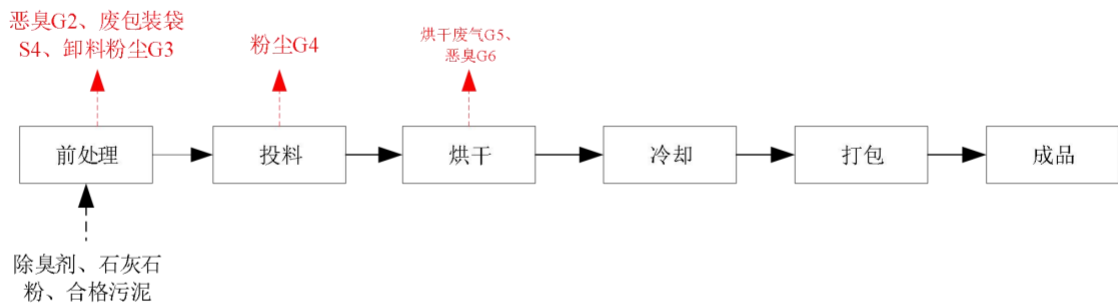 恶臭G2、废包装袋
S4、卸料粉尘G3
粉尘G4
烘干废气G5、
恶臭G6
前处理
投料
烘干
冷却
打包
成品
除臭剂、石灰石
粉、合格污泥